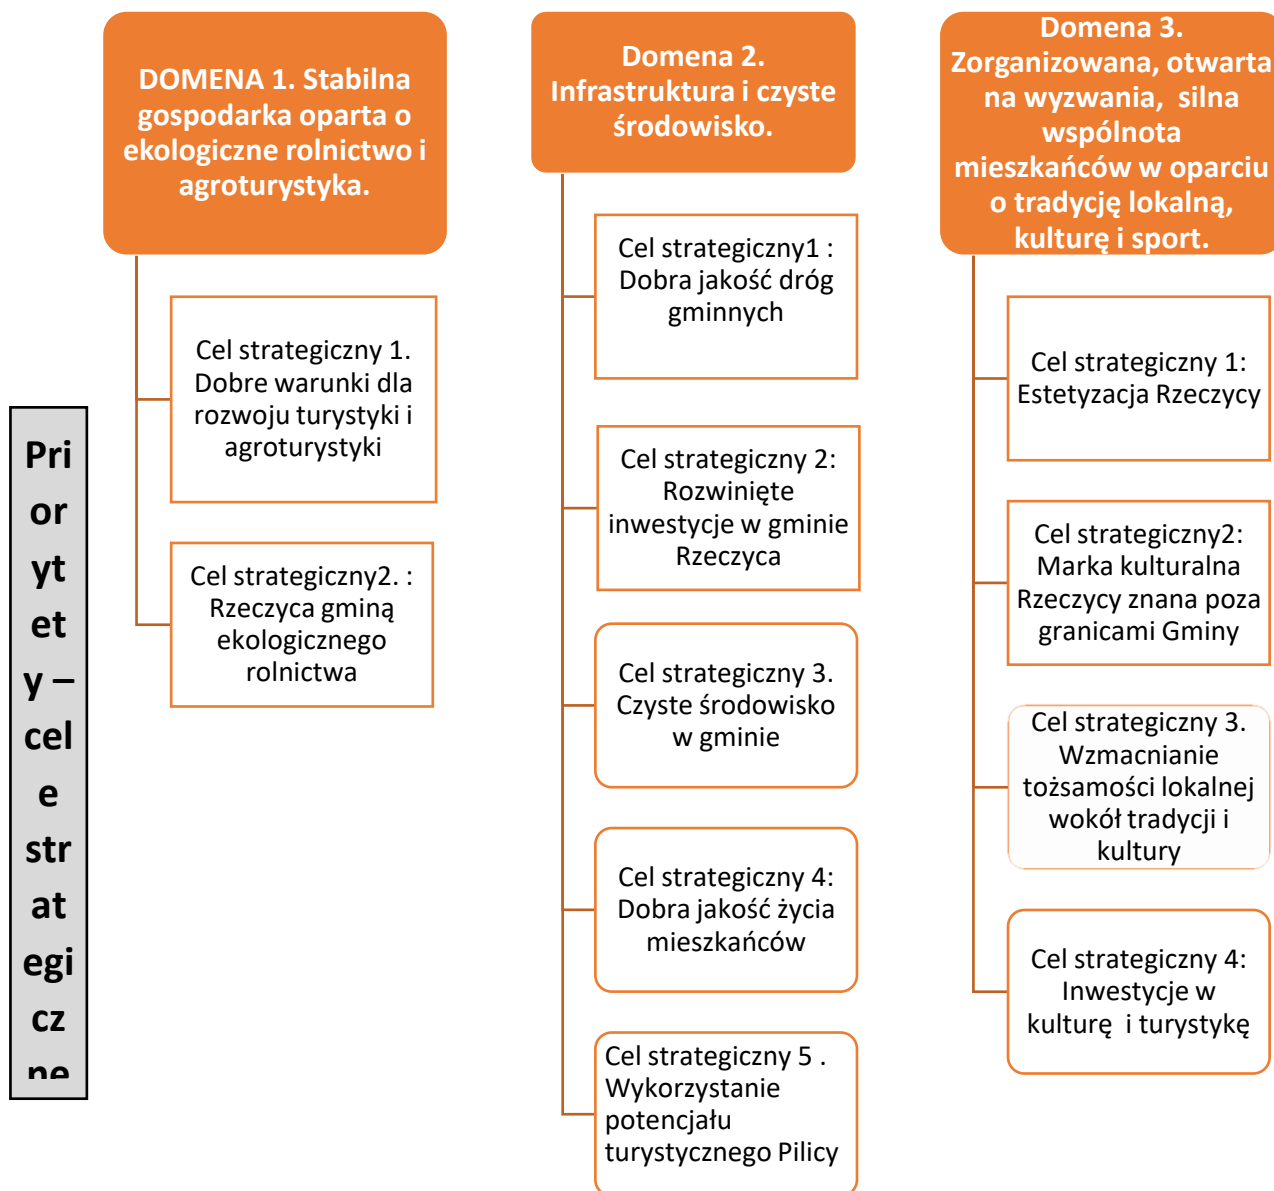 Pri
or
yt
et
y –
cel
e
str
at
egi
cz
ne
DOMENA 1. Stabilna
gospodarka oparta o
ekologiczne rolnictwo i
agroturystyka.
Cel strategiczny 1.
Dobre warunki dla
rozwoju turystyki i
agroturystyki
Cel strategiczny2. :
Rzeczyca gminą
ekologicznego
rolnictwa
Domena 2.
Infrastruktura i czyste
środowisko.
Cel strategiczny1 :
Dobra jakość dróg
gminnych
Cel strategiczny 2:
Rozwinięte
inwestycje w gminie
Rzeczyca
Cel strategiczny 3.
Czyste środowisko
w gminie
Cel strategiczny 4:
Dobra jakość życia
mieszkańców
Cel strategiczny 5 .
Wykorzystanie
potencjału
turystycznego Pilicy
Domena 3.
Zorganizowana, otwarta
na wyzwania, silna
wspólnota
mieszkańców w oparciu
o tradycję lokalną,
kulturę i sport.
Cel strategiczny 1:
Estetyzacja Rzeczycy
Cel strategiczny2:
Marka kulturalna
Rzeczycy znana poza
granicami Gminy
Cel strategiczny 3.
Wzmacnianie
tożsamości lokalnej
wokół tradycji i
kultury
Cel strategiczny 4:
Inwestycje w
kulturę i turystykę